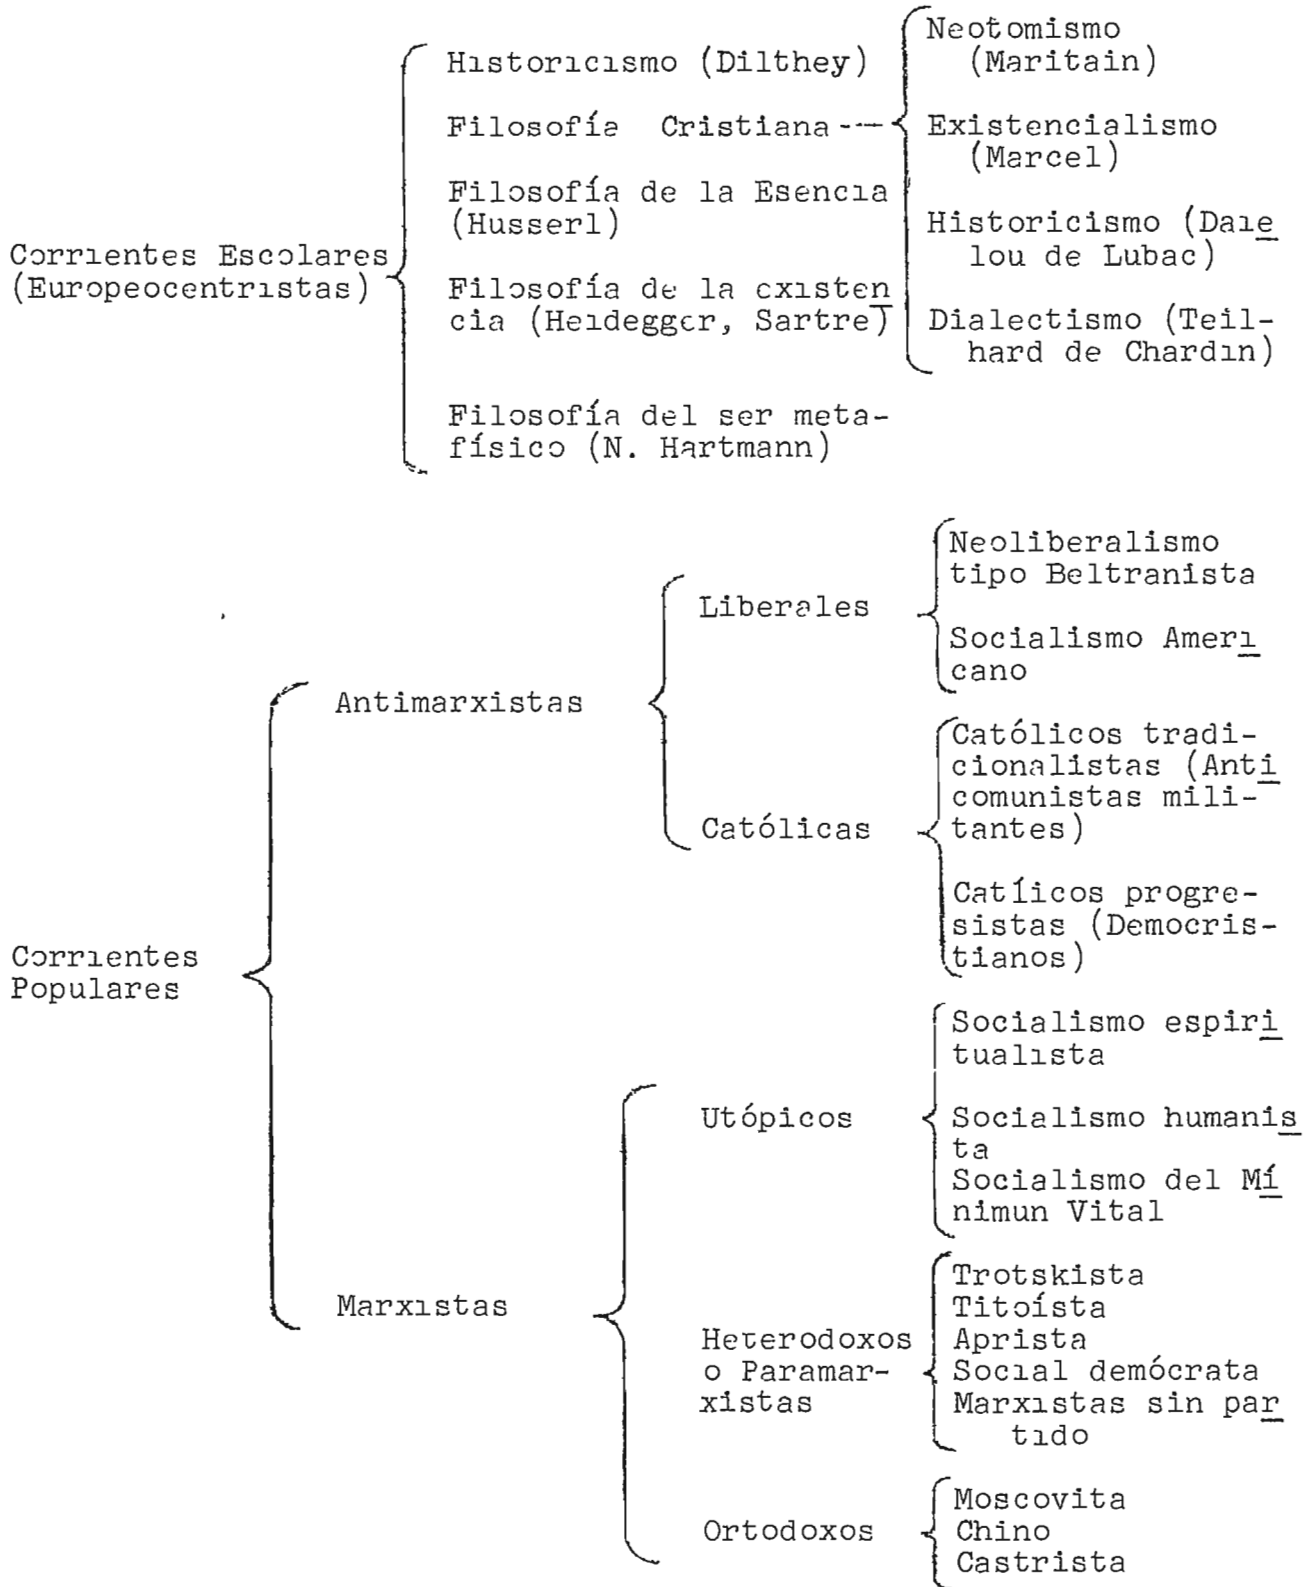 Historicismo (Dilthey)
Filosofía Cristiana ---
Filosofía de la Esencia
(Husserl)
Corrientes Escolares
(Europeocentristas)
Filosofía de la existen
cia (Heidegger, Sartre)
Filosofía del ser meta-
físico (N. Hartmann)
Neotomismo
(Maritain)
Existencialismo
(Marcel)
Historicismo (Daie
lou de Lubac)
Dialectismo (Teil-
hard de Chardin)
Corrientes
Populares
Antimarxistas
Liberales
Neoliberalismo
tipo Beltranista
Socialismo Ameri
cano
Católicas
Católicos tradi-
cionalistas (Anti
comunistas mili-
tantes)
Catíicos progre-
sistas (Democris-
tianos)
Marxistas
Utópicos
Socialismo espiri
tualista
Socialismo humanis
ta
Socialismo del Mí
nimun Vital
Heterodoxos
o Paramar-
xistas
Trotskista
Titoísta
Aprista
Social demócrata
Marxistas sin par
tido
Ortodoxos
Moscovita
Chino
Castrista